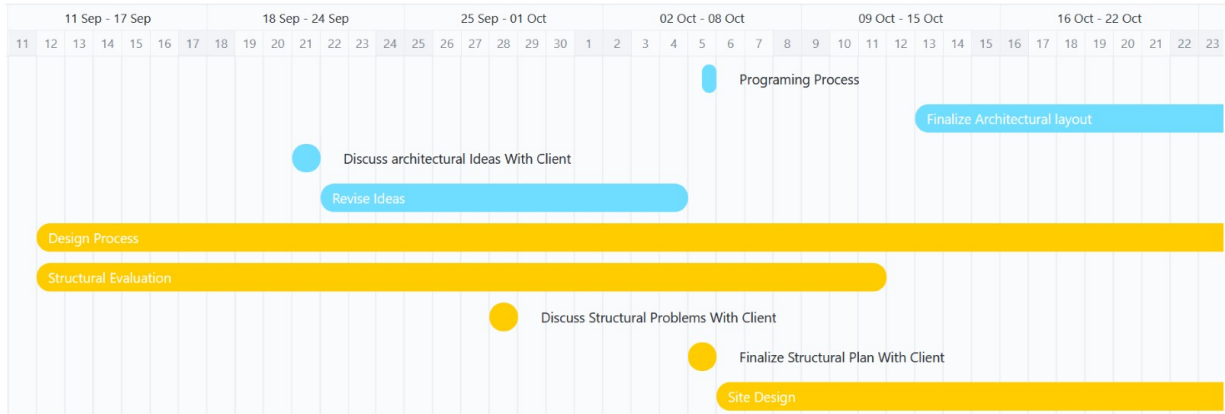 11 Sep - 17 Sep 18 Sep - 24 Sep 25 Sep - 01 Oct 02 Oct - 08 Oct 09 Oct - 15 Oct 16 Oct - 22 Oct
11 12 13 14 15 16 17 18 19 20 21 22 23 24 25 26 27 28 29 30 1 2 3 4 5 6 7 8 9 10 11 12 13 14 15 16 17 18 19 20 21 22 23
Programing Process
Finalize Architectural layout
Discuss architectural Ideas With Client
Revise Ideas
Design Process
Structural Evaluation
Discuss Structural Problems With Client
Finalize Structural Plan With Client
Site Design